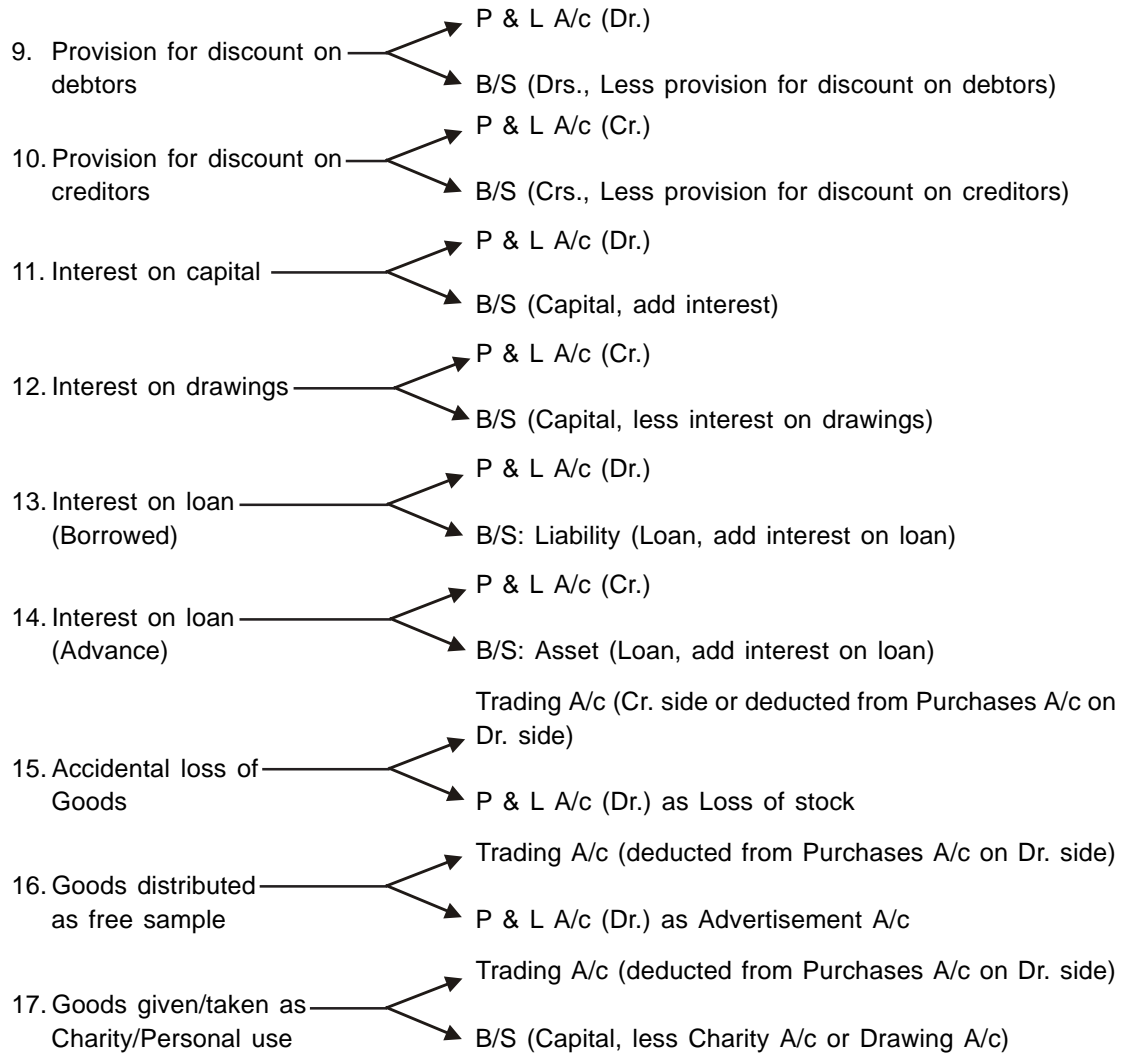 P & L A/c (Dr.)
9. Provision for discount on
debtors
B/S (Drs., Less provision for discount on debtors)
P & L A/c (Cr.)
10. Provision for discount on
creditors
B/S (Crs., Less provision for discount on creditors)
P & L A/c (Dr.)
11. Interest on capital
B/S (Capital, add interest)
P & L A/c (Cr.)
12. Interest on drawings
B/S (Capital, less interest on drawings)
P & L A/c (Dr.)
13. Interest on loan
(Borrowed)
B/S: Liability (Loan, add interest on loan)
P & L A/c (Cr.)
14. Interest on loan
(Advance)
B/S: Asset (Loan, add interest on loan)
Trading A/c (Cr. side or deducted from Purchases A/c on
Dr. side)
15. Accidental loss of
Goods
P & L A/c (Dr.) as Loss of stock
Trading A/c (deducted from Purchases A/c on Dr. side)
16. Goods distributed
as free sample
P & L A/c (Dr.) as Advertisement A/c
Trading A/c (deducted from Purchases A/c on Dr. side)
17. Goods given/taken as
Charity/Personal use
B/S (Capital, less Charity A/c or Drawing A/c)